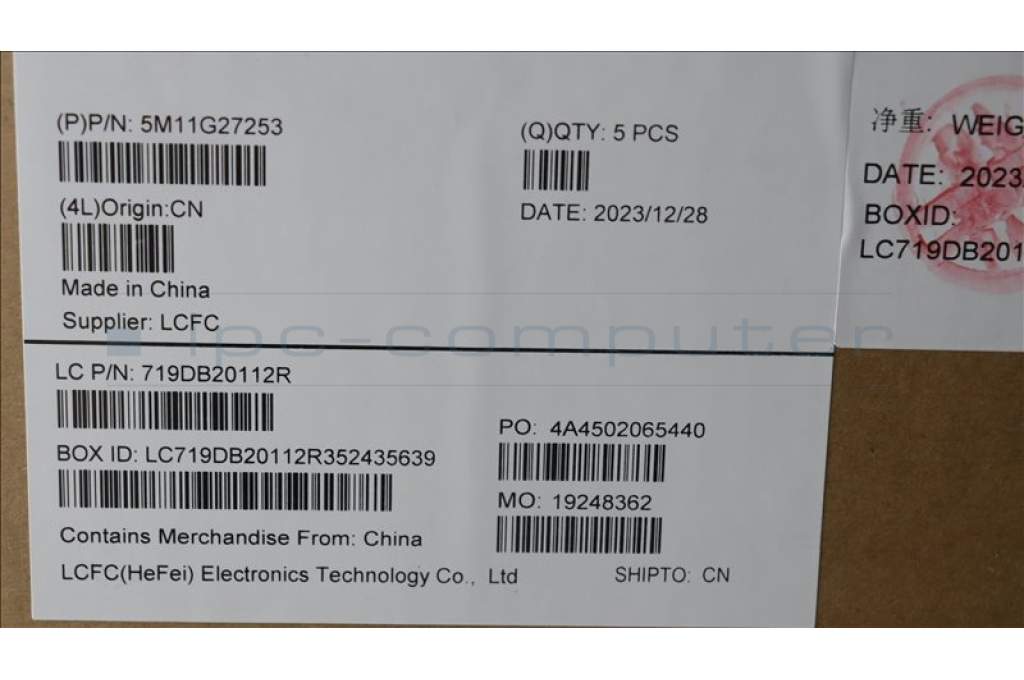 (P)P/N: 5M11G27253
(Q)QTY: 5 PCS
(4L)Origin:CN
DATE: 2023/12/28
Made in China
Supplier: LCFC
净重: WEIG
DATE: 2023
BOXID:
LC719DB201
ipc-computer
LC P/N: 719DB20112R
PO: 4A4502065440
BOX ID: LC719DB20112R352435639
MO: 19248362
Contains Merchandise From: China
LCFC(HeFei) Electronics Technology Co., Ltd
SHIPTO: CN